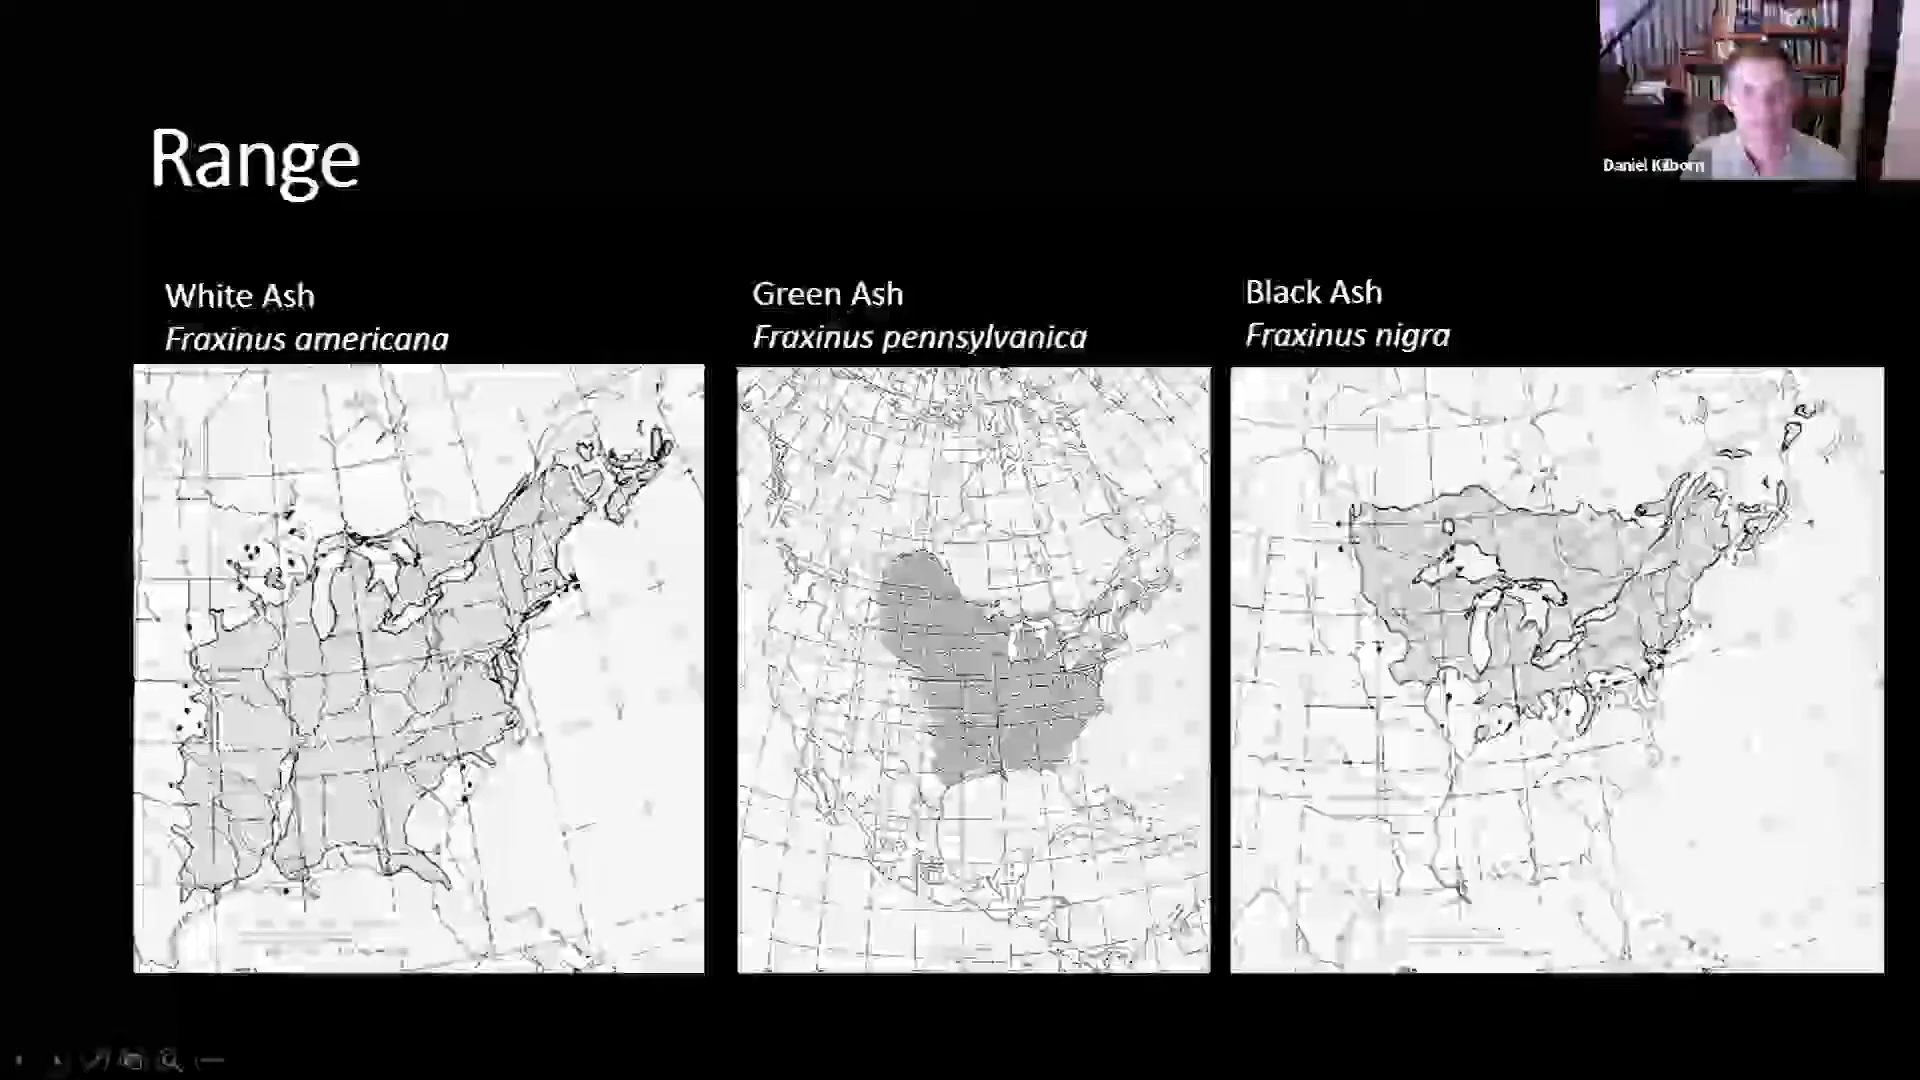 Daniel Kilborn
Range
White Ash
Fraxinus americana
Green Ash
Fraxinus pennsylvanica
Black Ash
Fraxinus nigra